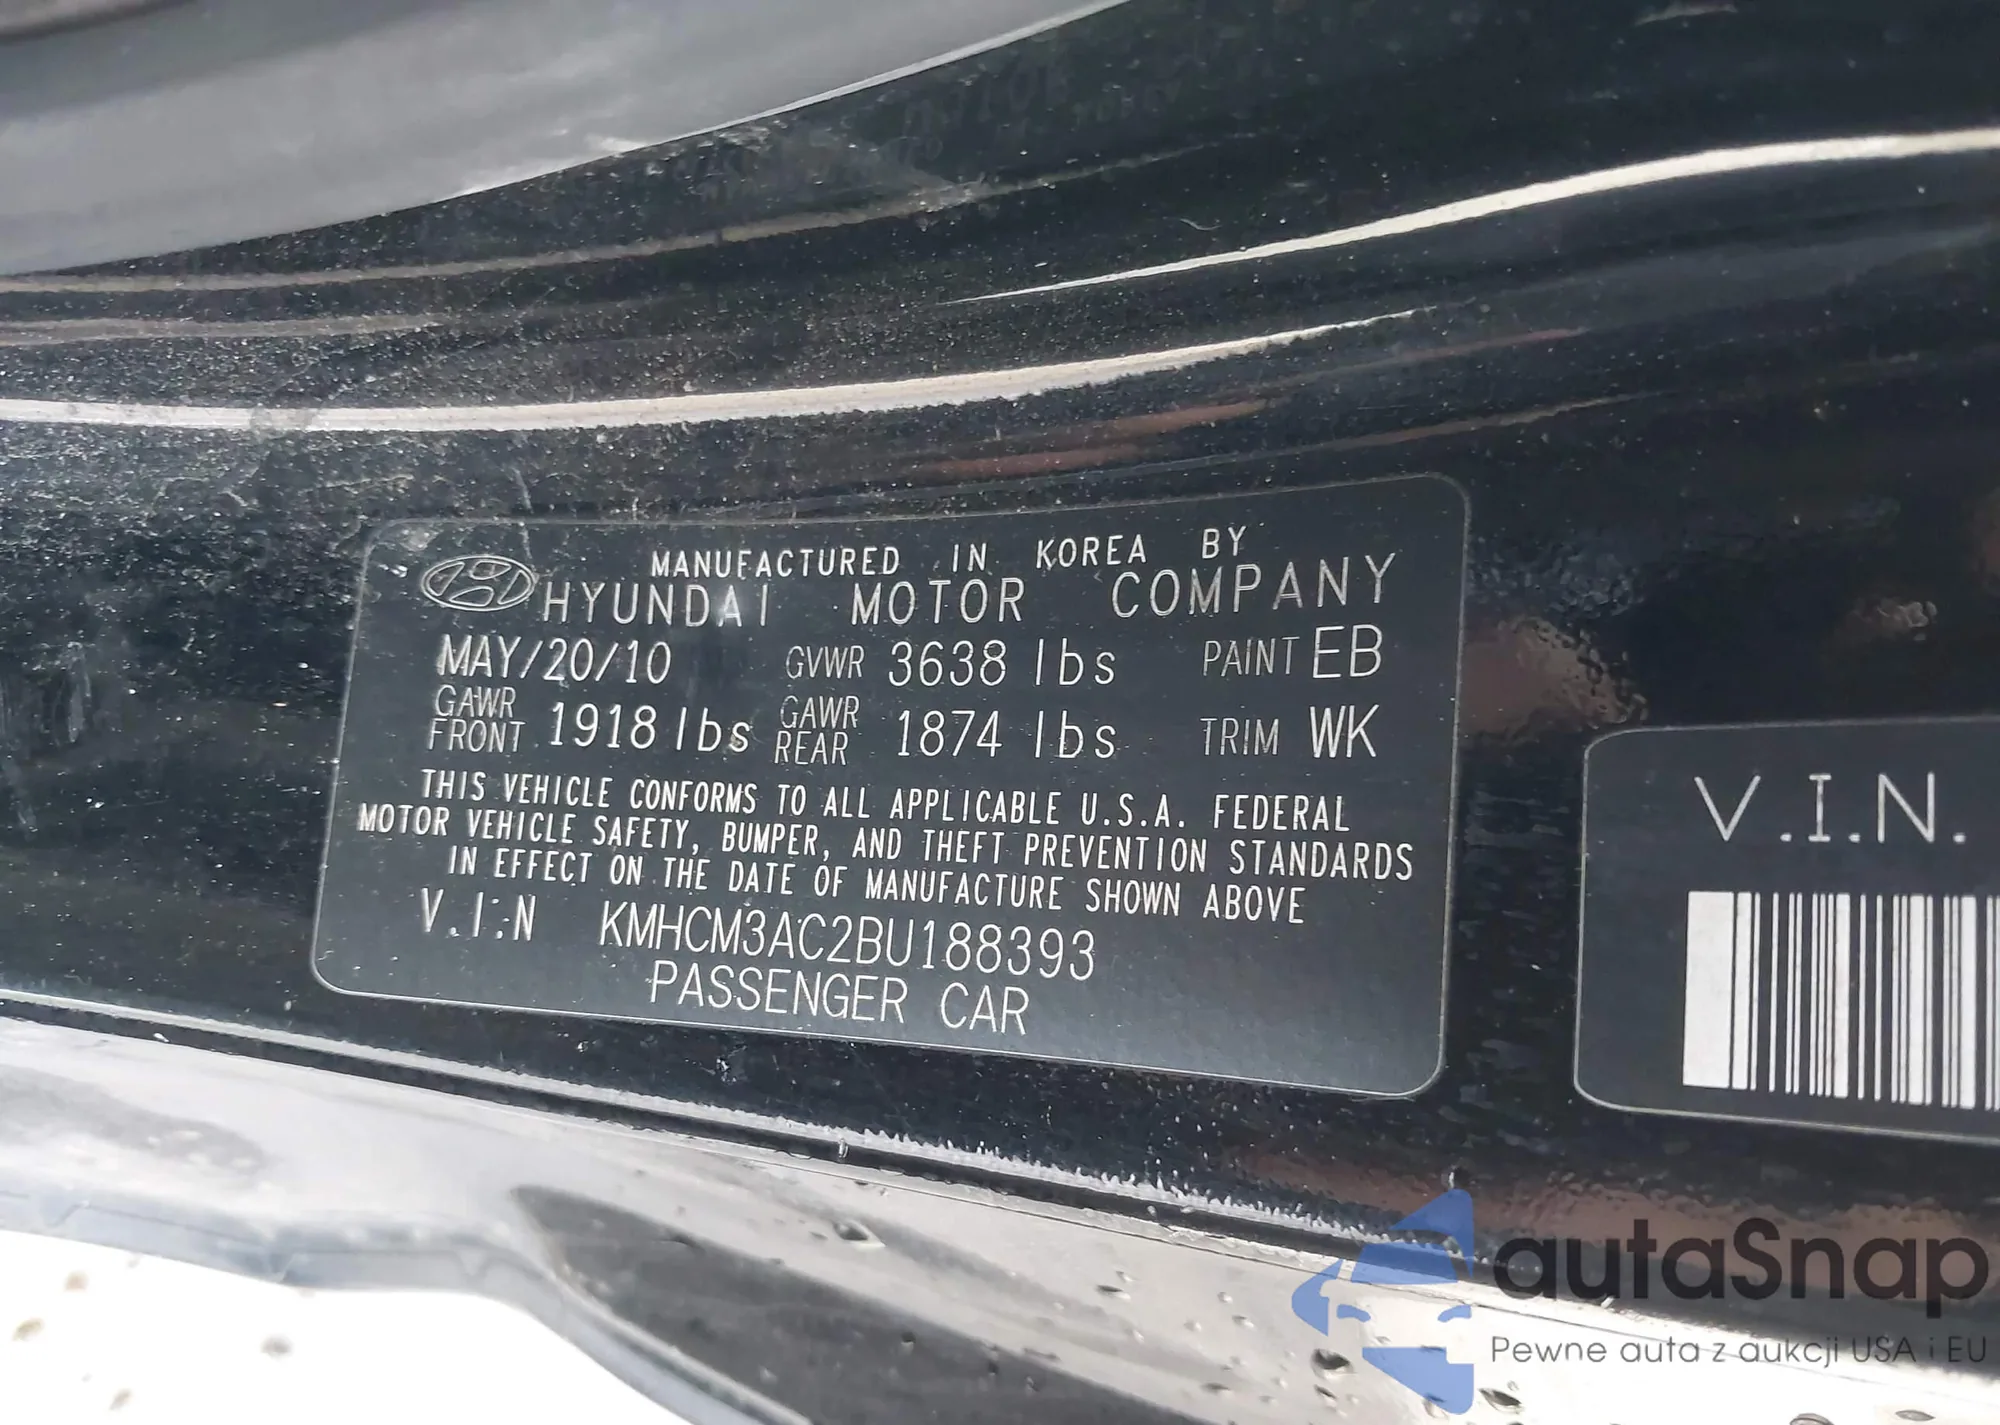 MANUFACTURED IN KOREA BY
HYUNDAI MOTOR COMPANY
MAY/20/10 GVWR 3638 lbs PAINT EB
GAWR FRONT 1918 lbs GAWR REAR 1874 lbs TRIM WK
THIS VEHICLE CONFORMS TO ALL APPLICABLE U.S.A. FEDERAL
MOTOR VEHICLE SAFETY, BUMPER, AND THEFT PREVENTION STANDARDS
IN EFFECT ON THE DATE OF MANUFACTURE SHOWN ABOVE
V.I.N KMHCM3AC2BU188393
PASSENGER CAR
V.I.N.
autaSnap
Pewne auta z aukcji USA i EU